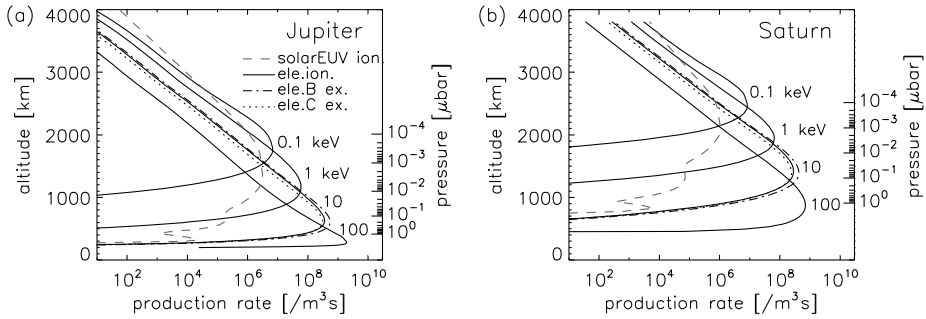 (a)
Jupiter
solarEUV ion.
ele.ion.
ele.B ex.
ele.C ex.
0.1 keV
1 keV
10
100
4000
3000
2000
1000
0
altitude [km]
10^2 10^4 10^6 10^8 10^10
production rate [/m^3s]
10^-4
10^-3
10^-2
10^-1
10^0
pressure [μbar]
(b)
Saturn
0.1 keV
1 keV
10
100
4000
3000
2000
1000
0
altitude [km]
10^2 10^4 10^6 10^8 10^10
production rate [/m^3s]
10^-4
10^-3
10^-2
10^-1
10^0
pressure [μbar]